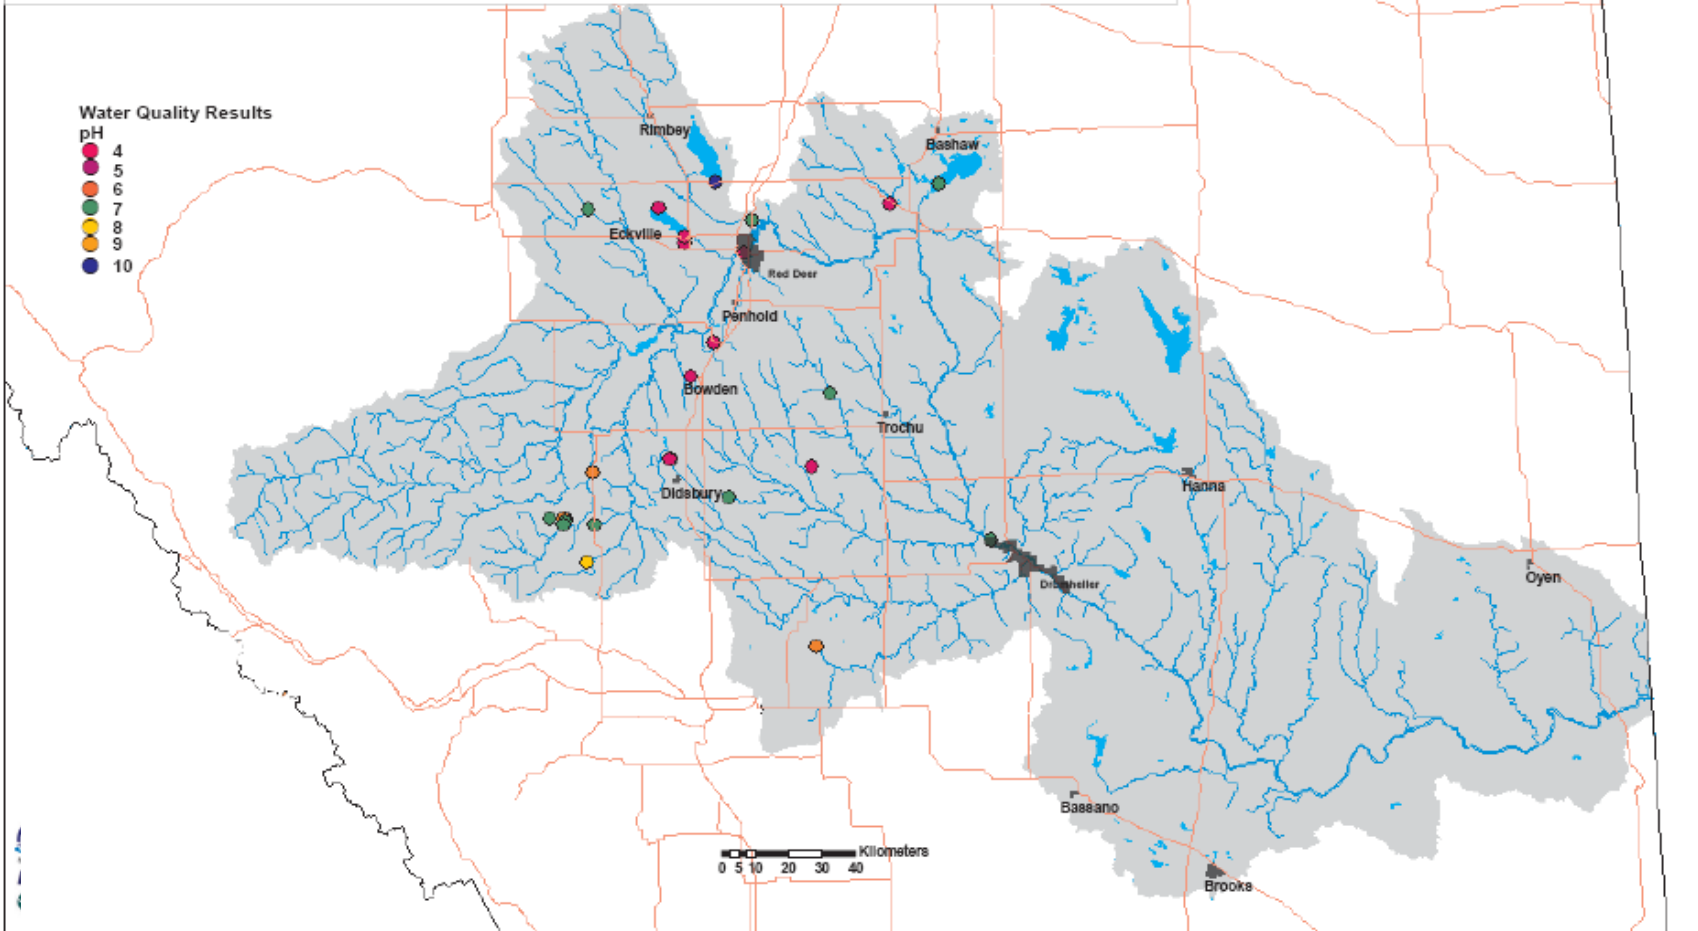 Water Quality Results
pH
4
5
6
7
8
9
10
Rimbey
Bashaw
Eckville
Red Deer
Penhold
Bowden
Trochu
Didsbury
Hanna
Drumheller
Oyen
Bassano
Kilometers
0 5 10 20 30 40
Brooks